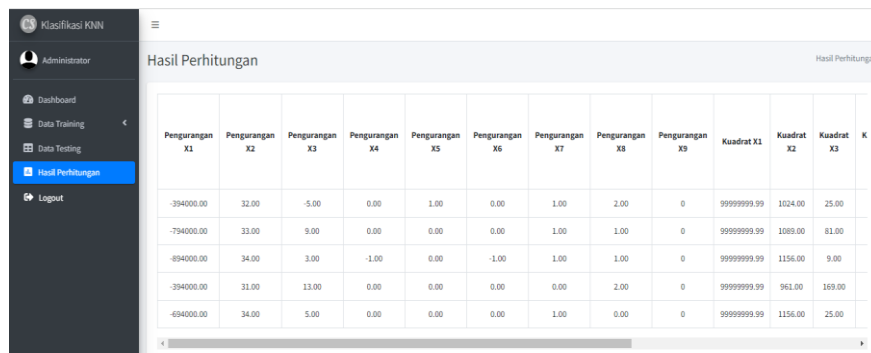 CS Klasifikasi KNN
Administrator
Dashboard
Data Training
Data Testing
Hasil Perhitungan
Logout
Hasil Perhitungan
Hasil Perhitunga
Pengurangan X1 Pengurangan X2 Pengurangan X3 Pengurangan X4 Pengurangan X5 Pengurangan X6 Pengurangan X7 Pengurangan X8 Pengurangan X9 Kuadrat X1 Kuadrat X2 Kuadrat X3 K
-394000.00 32.00 -5.00 0.00 1.00 0.00 1.00 2.00 0 99999999.99 1024.00 25.00
-794000.00 33.00 9.00 0.00 0.00 0.00 1.00 1.00 0 99999999.99 1089.00 81.00
-894000.00 34.00 3.00 -1.00 0.00 -1.00 1.00 1.00 0 99999999.99 1156.00 9.00
-394000.00 31.00 13.00 0.00 0.00 0.00 0.00 2.00 0 99999999.99 961.00 169.00
-694000.00 34.00 5.00 0.00 0.00 0.00 1.00 0.00 0 99999999.99 1156.00 25.00